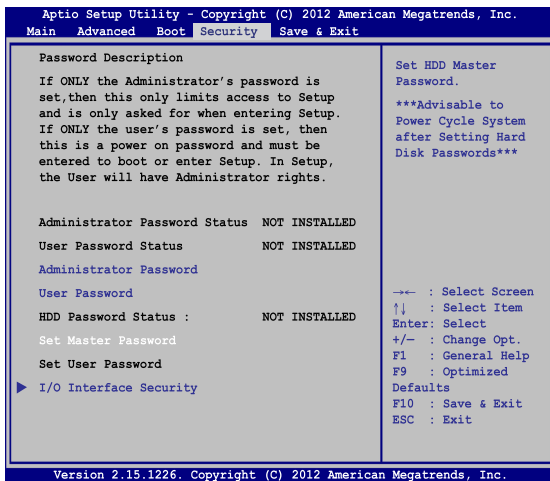 Aptio Setup Utility - Copyright (C) 2012 American Megatrends, Inc.
Main Advanced Boot Security Save & Exit
Password Description
If ONLY the Administrator's password is
set,then this only limits access to Setup
and is only asked for when entering Setup.
If ONLY the user's password is set, then
this is a power on password and must be
entered to boot or enter Setup. In Setup,
the User will have Administrator rights.
Administrator Password Status NOT INSTALLED
User Password Status NOT INSTALLED
Administrator Password
User Password
HDD Password Status : NOT INSTALLED
Set Master Password
Set User Password
I/O Interface Security
Set HDD Master
Password.
***Advisable to
Power Cycle System
after Setting Hard
Disk Passwords***
→← : Select Screen
↑↓ : Select Item
Enter: Select
+/— : Change Opt.
F1 : General Help
F9 : Optimized
Defaults
F10 : Save & Exit
ESC : Exit
Version 2.15.1226. Copyright (C) 2012 American Megatrends, Inc.